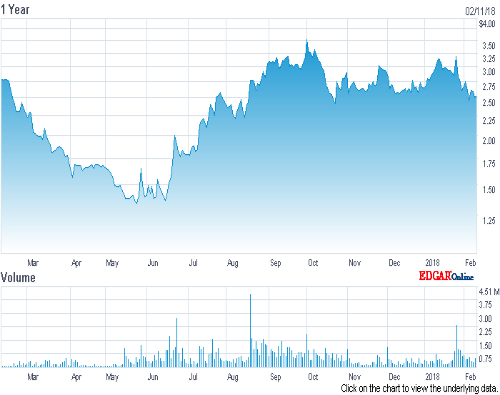 1 Year 02/11/18
$4.00
3.50
3.25
3.00
2.75
2.50
2.25
2.00
1.75
1.50
1.25
Mar Apr May Jun Jul Aug Sep Oct Nov Dec 2018 Feb
EDGAR Online
Volume
4.51 M
3.75
3.00
2.25
1.50
0.75
Mar Apr May Jun Jul Aug Sep Oct Nov Dec 2018 Feb
Click on the chart to view the underlying data.